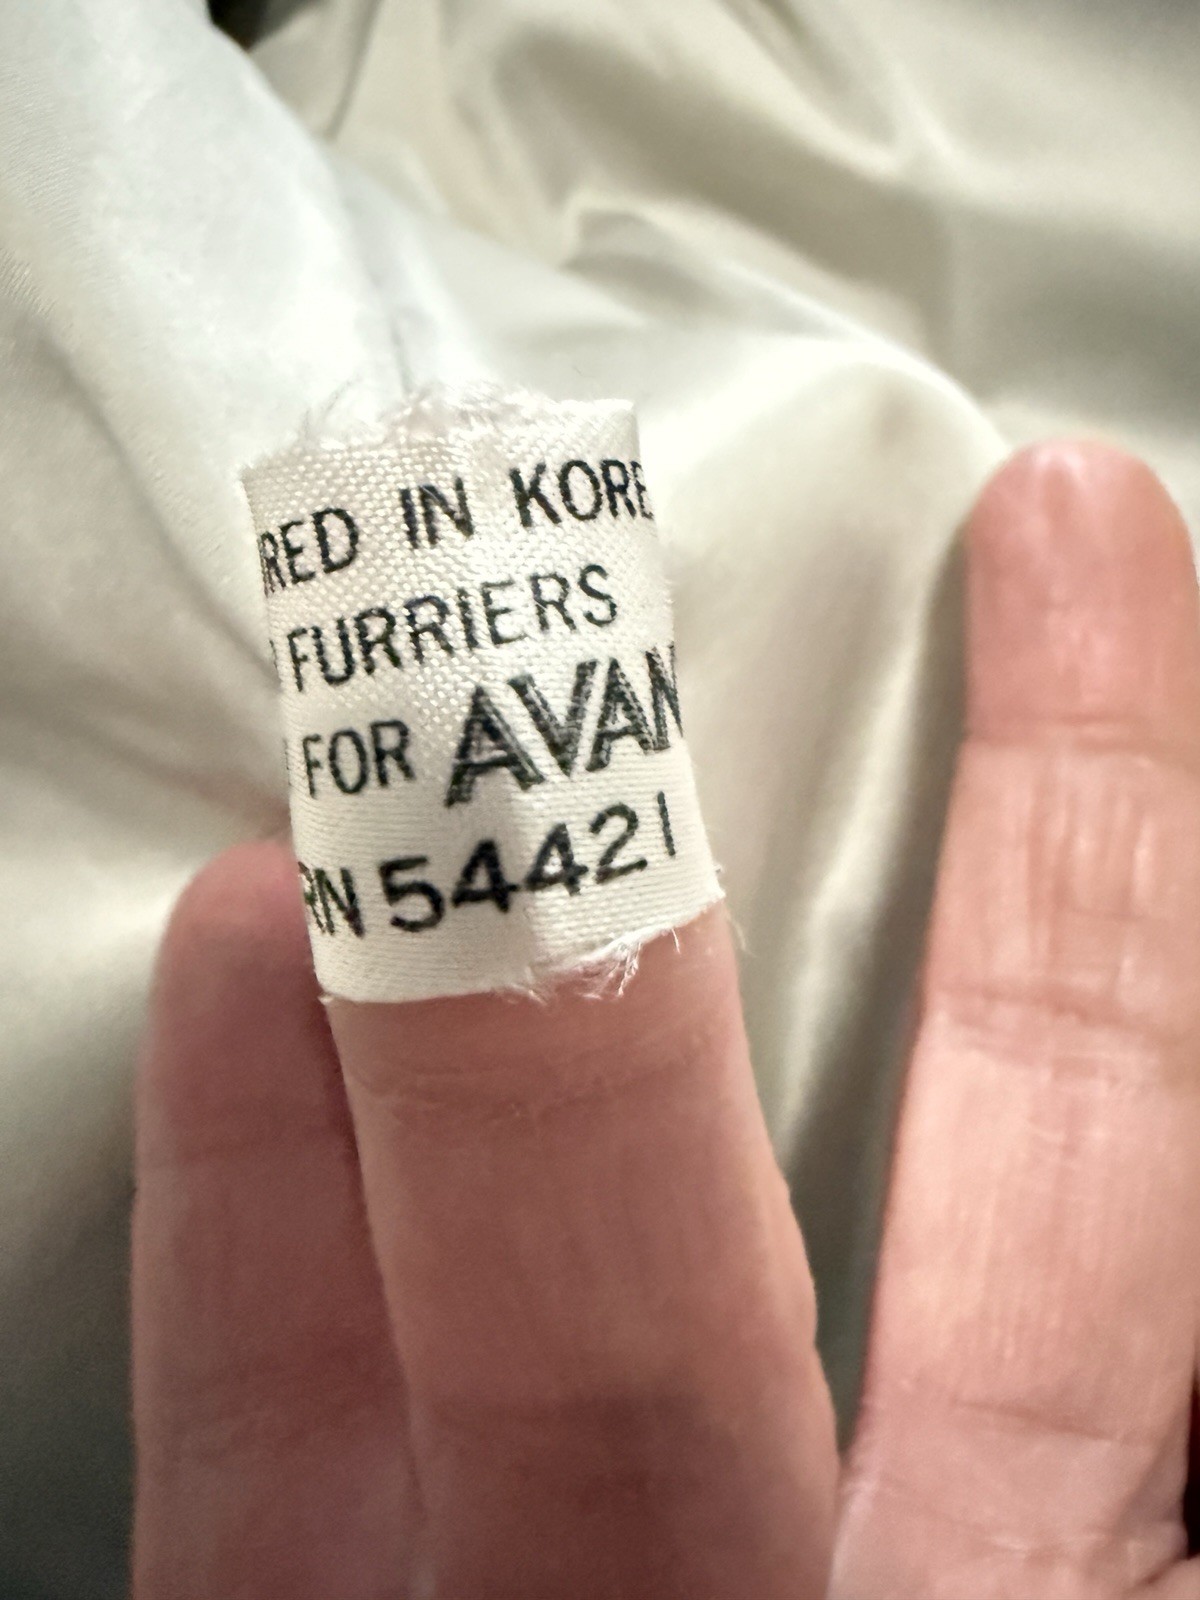 RED IN KORE
FURRIERS
FOR AVAN
RN 54421